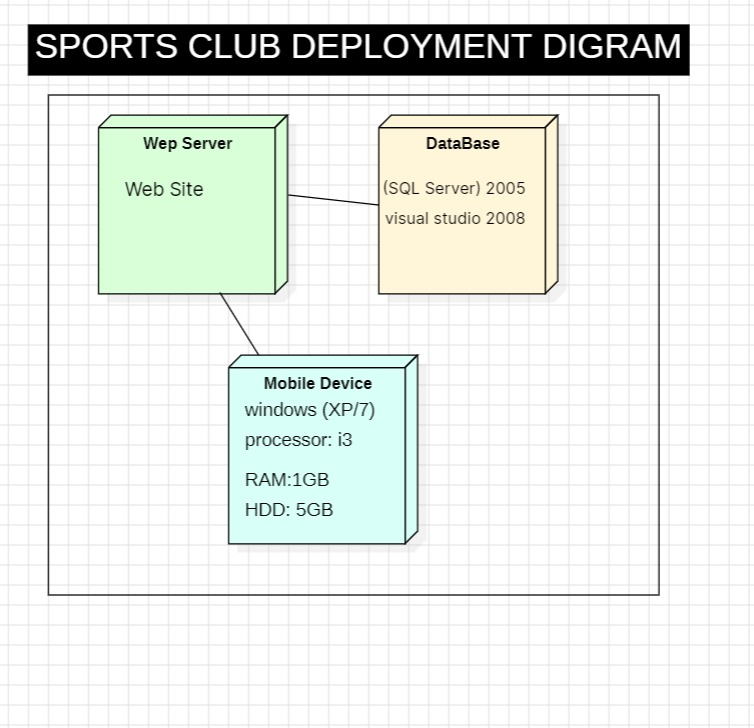 SPORTS CLUB DEPLOYMENT DIGRAM
Wep Server
Web Site
DataBase
(SQL Server) 2005
visual studio 2008
Mobile Device
windows (XP/7)
processor: i3
RAM:1GB
HDD: 5GB